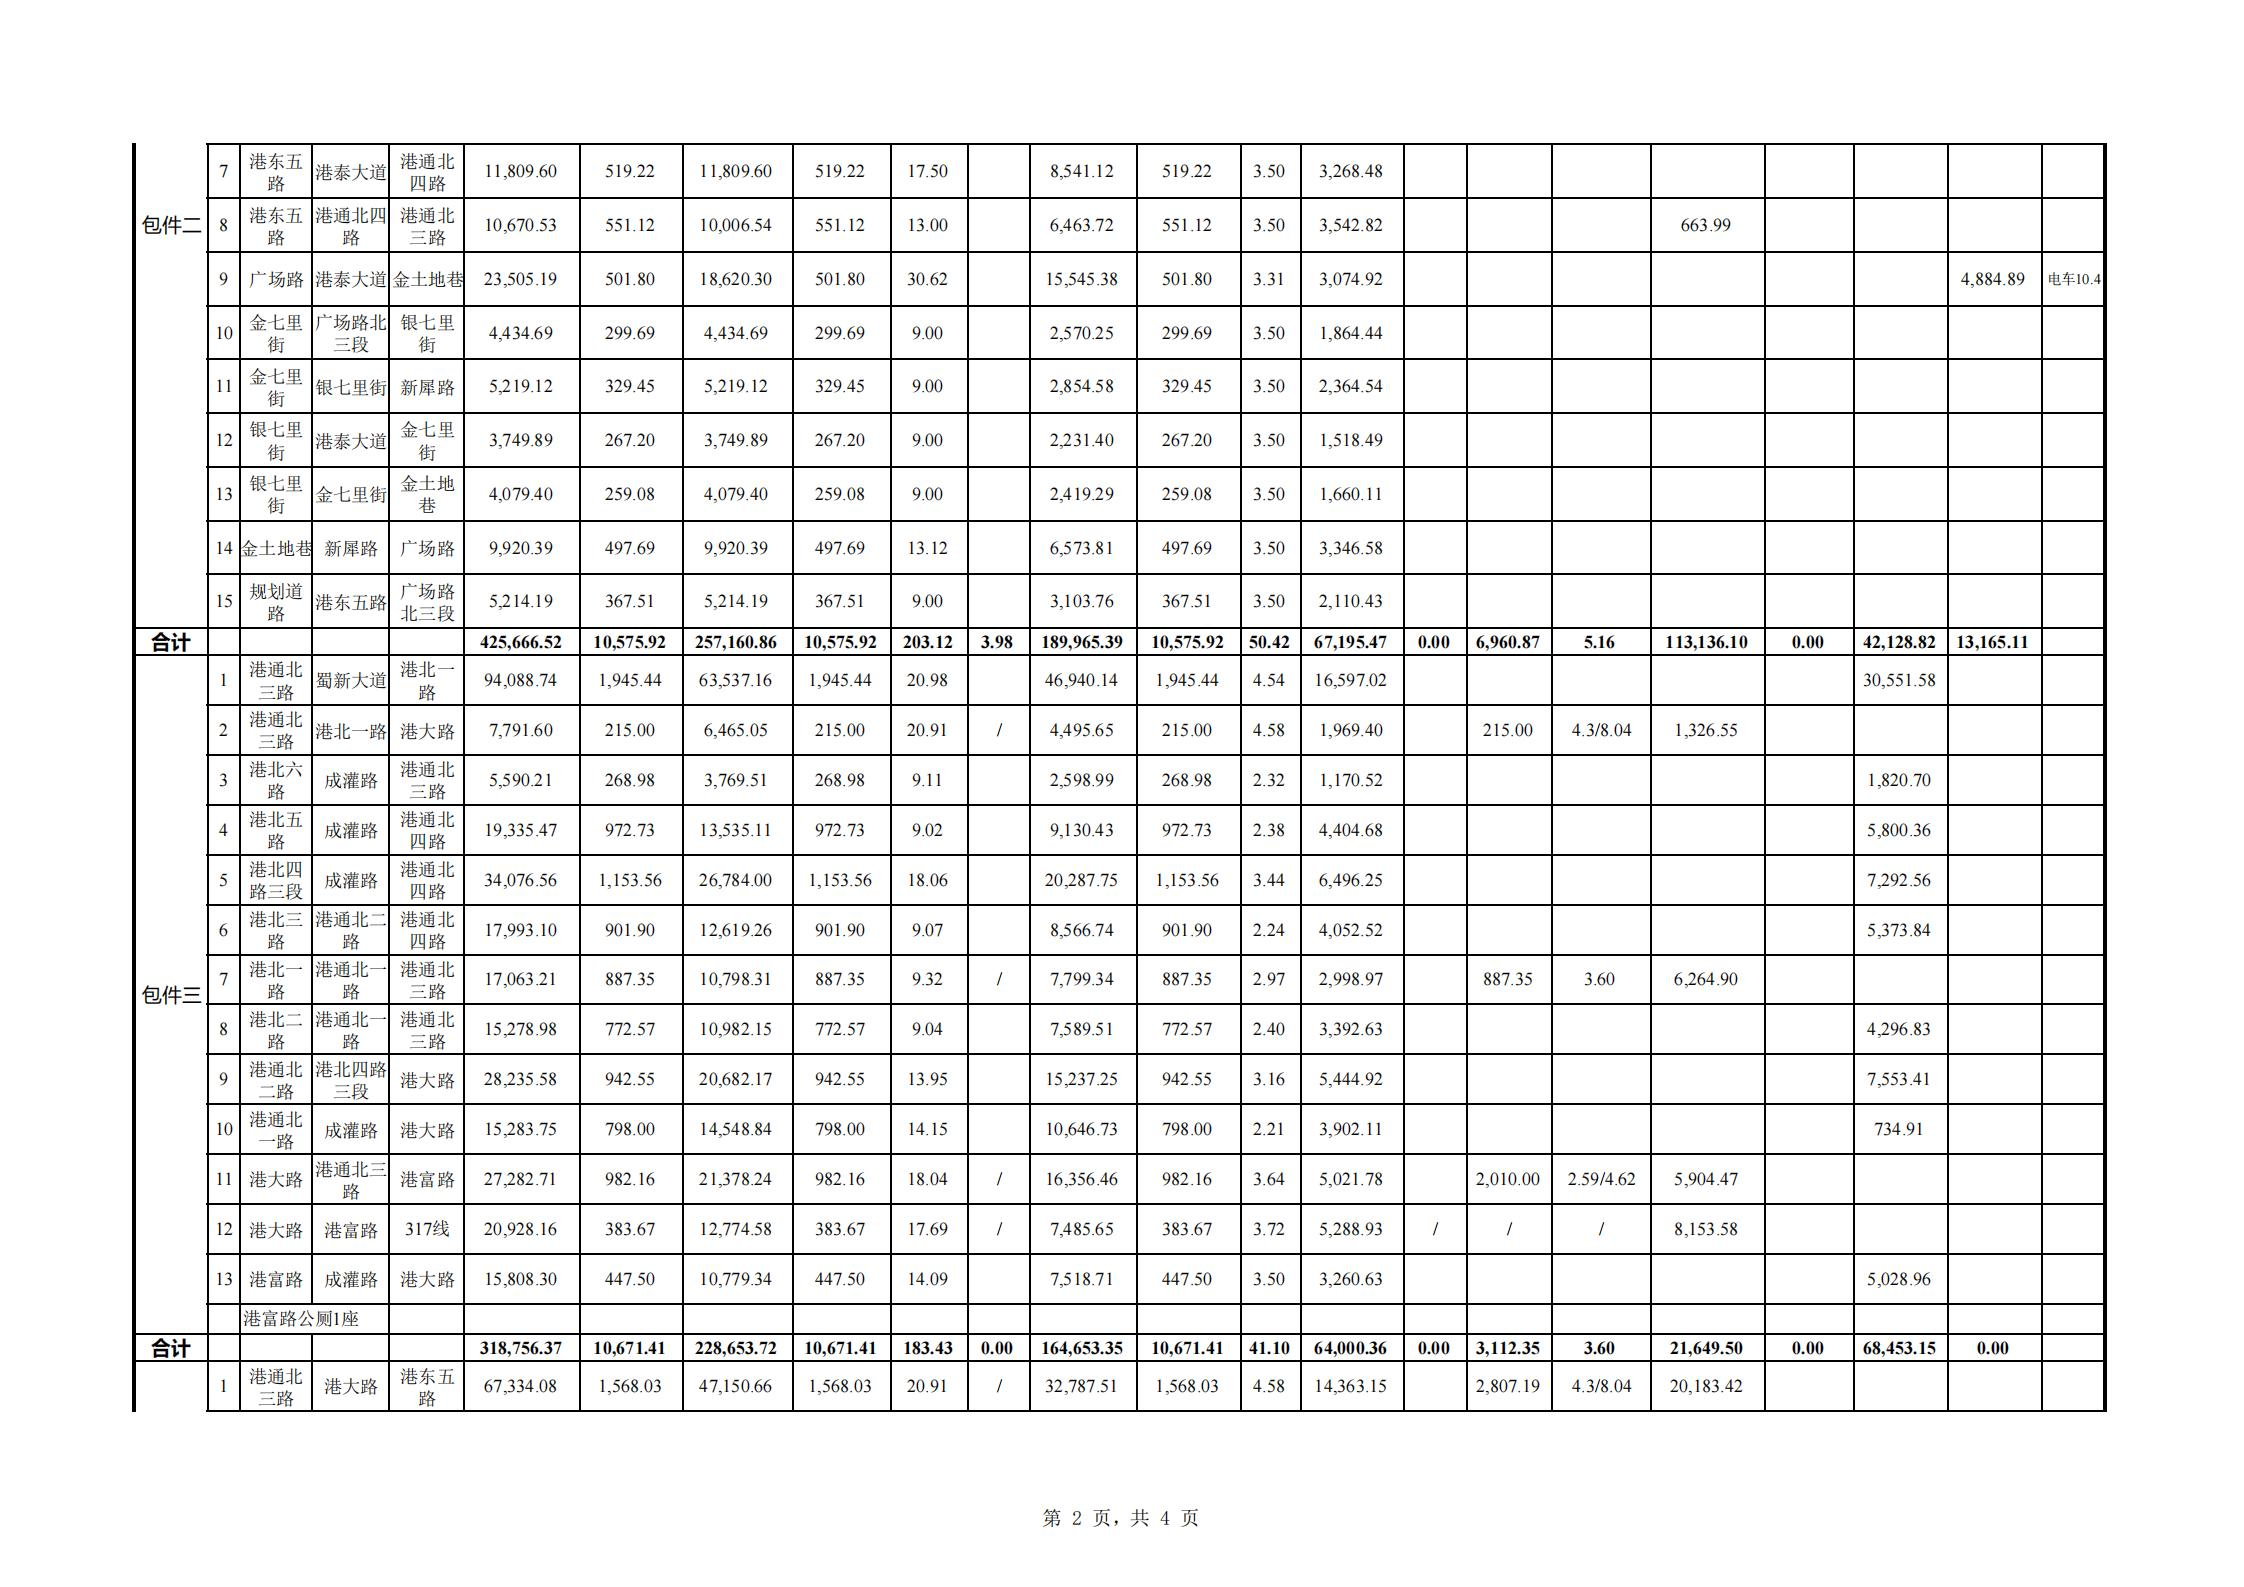 包件二
7 港东五路 港泰大道 港通北四路 11,809.60 519.22 11,809.60 519.22 17.50 8,541.12 519.22 3.50 3,268.48
8 港东五路 港通北四路 港通北三路 10,670.53 551.12 10,006.54 551.12 13.00 6,463.72 551.12 3.50 3,542.82 663.99
9 广场路 港泰大道 金土地巷 23,505.19 501.80 18,620.30 501.80 30.62 15,545.38 501.80 3.31 3,074.92 4,884.89 电车10.4
10 金七里街 广场路北三段 银七里街 4,434.69 299.69 4,434.69 299.69 9.00 2,570.25 299.69 3.50 1,864.44
11 金七里街 银七里街 新犀路 5,219.12 329.45 5,219.12 329.45 9.00 2,854.58 329.45 3.50 2,364.54
12 银七里街 港泰大道 金七里街 3,749.89 267.20 3,749.89 267.20 9.00 2,231.40 267.20 3.50 1,518.49
13 银七里街 金七里街 金土地巷 4,079.40 259.08 4,079.40 259.08 9.00 2,419.29 259.08 3.50 1,660.11
14 金土地巷 新犀路 广场路 9,920.39 497.69 9,920.39 497.69 13.12 6,573.81 497.69 3.50 3,346.58
15 规划道路 港东五路 广场路北三段 5,214.19 367.51 5,214.19 367.51 9.00 3,103.76 367.51 3.50 2,110.43
合计 425,666.52 10,575.92 257,160.86 10,575.92 203.12 3.98 189,965.39 10,575.92 50.42 67,195.47 0.00 6,960.87 5.16 113,136.10 0.00 42,128.82 13,165.11
包件三
1 港通北三路 蜀新大道 港北一路 94,088.74 1,945.44 63,537.16 1,945.44 20.98 46,940.14 1,945.44 4.54 16,597.02 30,551.58
2 港通北三路 港北一路 港大路 7,791.60 215.00 6,465.05 215.00 20.91 / 4,495.65 215.00 4.58 1,969.40 215.00 4.3/8.04 1,326.55
3 港北六路 成灌路 港通北三路 5,590.21 268.98 3,769.51 268.98 9.11 2,598.99 268.98 2.32 1,170.52 1,820.70
4 港北五路 成灌路 港通北四路 19,335.47 972.73 13,535.11 972.73 9.02 9,130.43 972.73 2.38 4,404.68 5,800.36
5 港北四路三段 成灌路 港通北四路 34,076.56 1,153.56 26,784.00 1,153.56 18.06 20,287.75 1,153.56 3.44 6,496.25 7,292.56
6 港北三路 港通北二路 港通北四路 17,993.10 901.90 12,619.26 901.90 9.07 8,566.74 901.90 2.24 4,052.52 5,373.84
7 港北一路 港通北一路 港通北三路 17,063.21 887.35 10,798.31 887.35 9.32 / 7,799.34 887.35 2.97 2,998.97 887.35 3.60 6,264.90
8 港北二路 港通北一路 港通北三路 15,278.98 772.57 10,982.15 772.57 9.04 7,589.51 772.57 2.40 3,392.63 4,296.83
9 港通北二路 港北四路三段 港大路 28,235.58 942.55 20,682.17 942.55 13.95 15,237.25 942.55 3.16 5,444.92 7,553.41
10 港通北一路 成灌路 港大路 15,283.75 798.00 14,548.84 798.00 14.15 10,646.73 798.00 2.21 3,902.11 734.91
11 港大路 港通北三路 港富路 27,282.71 982.16 21,378.24 982.16 18.04 / 16,356.46 982.16 3.64 5,021.78 2,010.00 2.59/4.62 5,904.47
12 港大路 港富路 317线 20,928.16 383.67 12,774.58 383.67 17.69 / 7,485.65 383.67 3.72 5,288.93 / / / 8,153.58
13 港富路 成灌路 港大路 15,808.30 447.50 10,779.34 447.50 14.09 7,518.71 447.50 3.50 3,260.63 5,028.96
港富路公厕1座
合计 318,756.37 10,671.41 228,653.72 10,671.41 183.43 0.00 164,653.35 10,671.41 41.10 64,000.36 0.00 3,112.35 3.60 21,649.50 0.00 68,453.15 0.00
1 港通北三路 港大路 港东五路 67,334.08 1,568.03 47,150.66 1,568.03 20.91 / 32,787.51 1,568.03 4.58 14,363.15 2,807.19 4.3/8.04 20,183.42
第 2 页，共 4 页